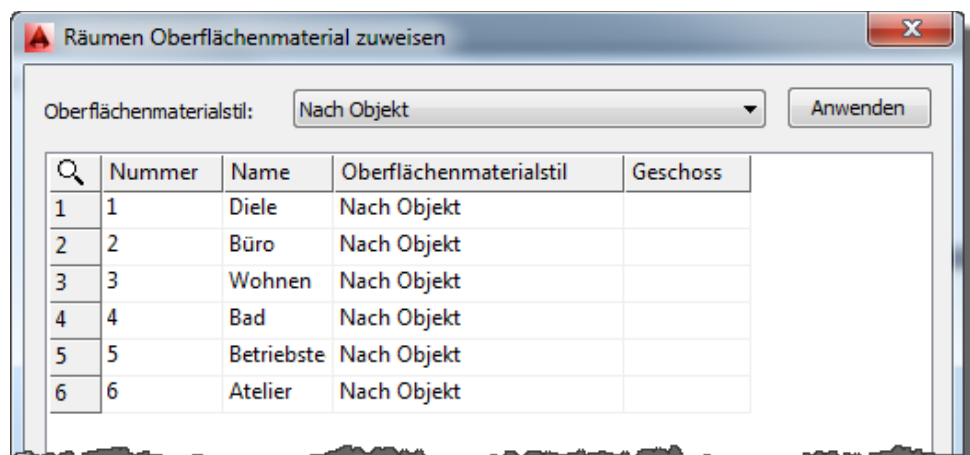 Räumen Oberflächenmaterial zuweisen
Oberflächenmaterialstil: Nach Objekt Anwenden
Nummer Name Oberflächenmaterialstil Geschoss
1 1 Diele Nach Objekt
2 2 Büro Nach Objekt
3 3 Wohnen Nach Objekt
4 4 Bad Nach Objekt
5 5 Betriebste Nach Objekt
6 6 Atelier Nach Objekt